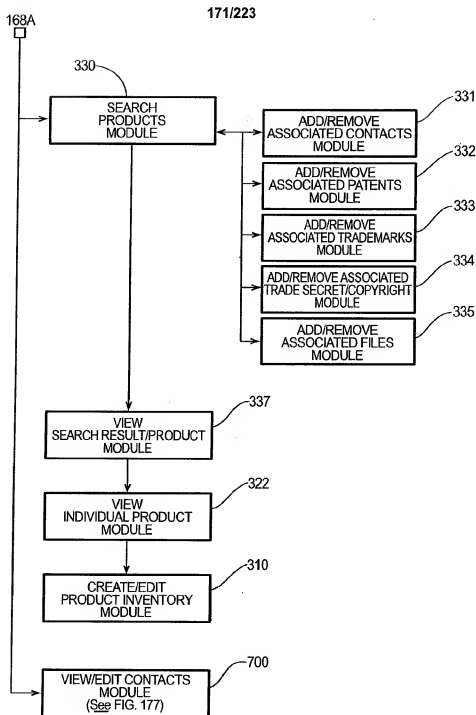 171/223
168A
330
SEARCH
PRODUCTS
MODULE
331
ADD/REMOVE
ASSOCIATED CONTACTS
MODULE
332
ADD/REMOVE
ASSOCIATED PATENTS
MODULE
333
ADD/REMOVE
ASSOCIATED TRADEMARKS
MODULE
334
ADD/REMOVE ASSOCIATED
TRADE SECRET/COPYRIGHT
MODULE
335
ADD/REMOVE
ASSOCIATED FILES
MODULE
337
VIEW
SEARCH RESULT/PRODUCT
MODULE
322
VIEW
INDIVIDUAL PRODUCT
MODULE
310
CREATE/EDIT
PRODUCT INVENTORY
MODULE
700
VIEW/EDIT CONTACTS
MODULE
(See FIG. 177)